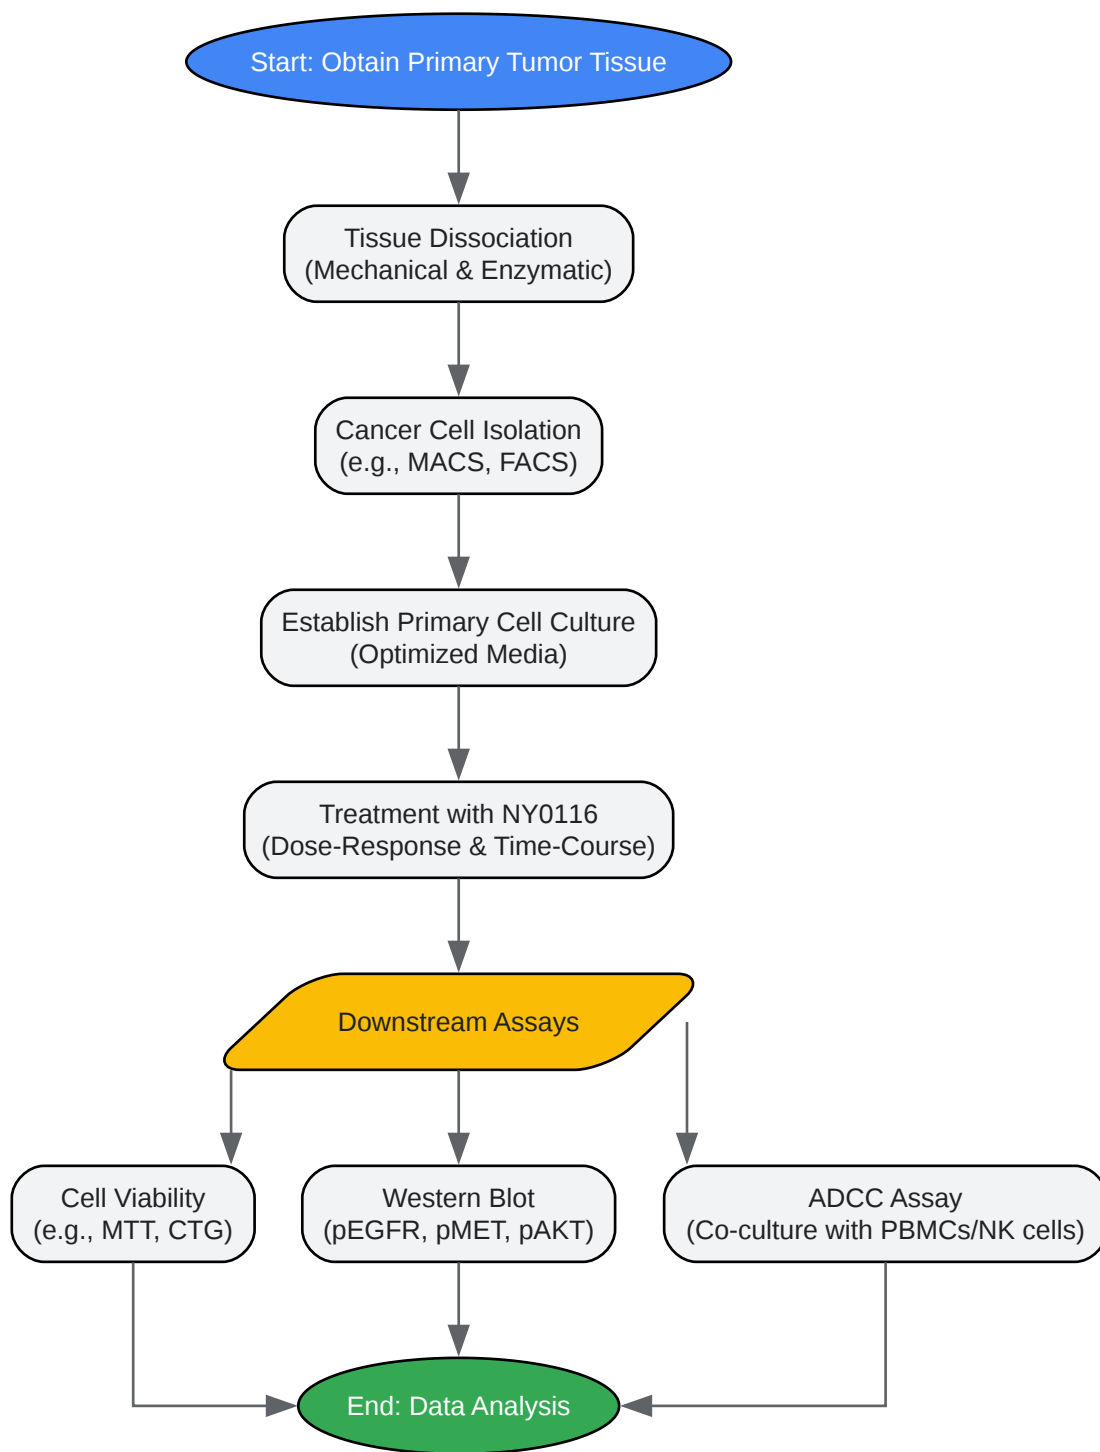 Start: Obtain Primary Tumor Tissue
Tissue Dissociation
(Mechanical & Enzymatic)
Cancer Cell Isolation
(e.g., MACS, FACS)
Establish Primary Cell Culture
(Optimized Media)
Treatment with NY0116
(Dose-Response & Time-Course)
Downstream Assays
Cell Viability
(e.g., MTT, CTG)
Western Blot
(pEGFR, pMET, pAKT)
ADCC Assay
(Co-culture with PBMCs/NK cells)
End: Data Analysis